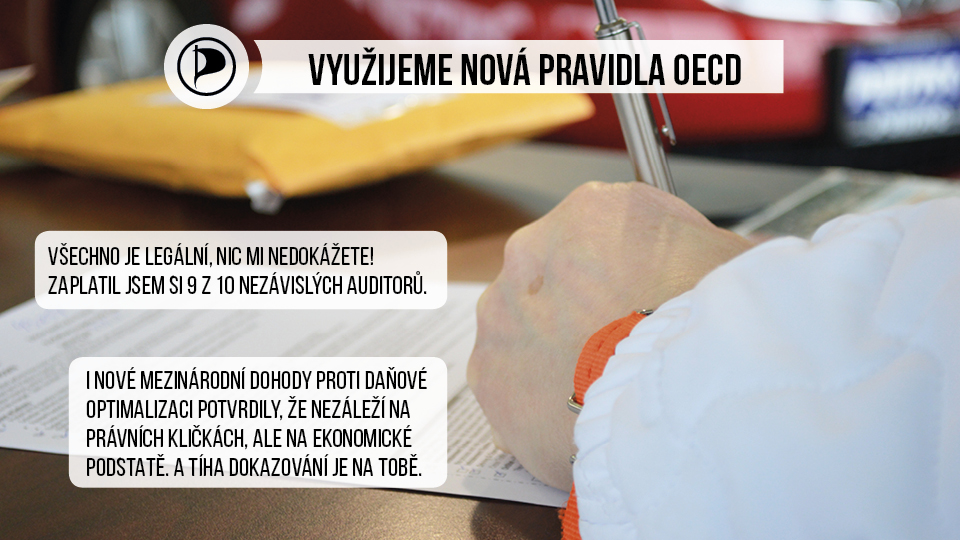 VYUŽIJEME NOVÁ PRAVIDLA OECD
VŠECHNO JE LEGÁLNÍ, NIC MI NEDOKÁŽETE!
ZAPLATIL JSEM SI 9 Z 10 NEZÁVISLÝCH AUDITORŮ.
I NOVÉ MEZINÁRODNÍ DOHODY PROTI DAŇOVÉ
OPTIMALIZACI POTVRDILY, ŽE NEZÁLEŽÍ NA
PRÁVNÍCH KLIČKÁCH, ALE NA EKONOMICKÉ
PODSTATĚ. A TÍHA DOKAZOVÁNÍ JE NA TOBĚ.